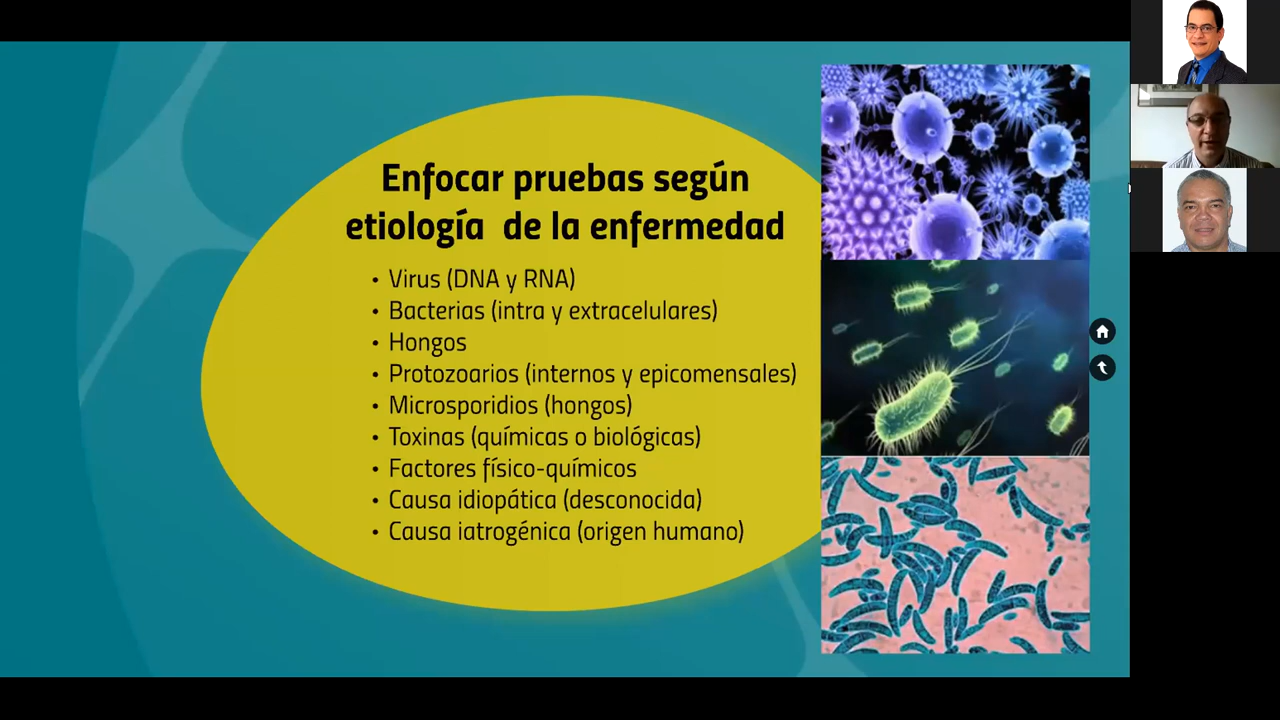 Enfocar pruebas según
etiología de la enfermedad
• Virus (DNA y RNA)
• Bacterias (intra y extracelulares)
• Hongos
• Protozoarios (internos y epicomensales)
• Microsporidios (hongos)
• Toxinas (químicas o biológicas)
• Factores físico-químicos
• Causa idiopática (desconocida)
• Causa iatrogénica (origen humano)